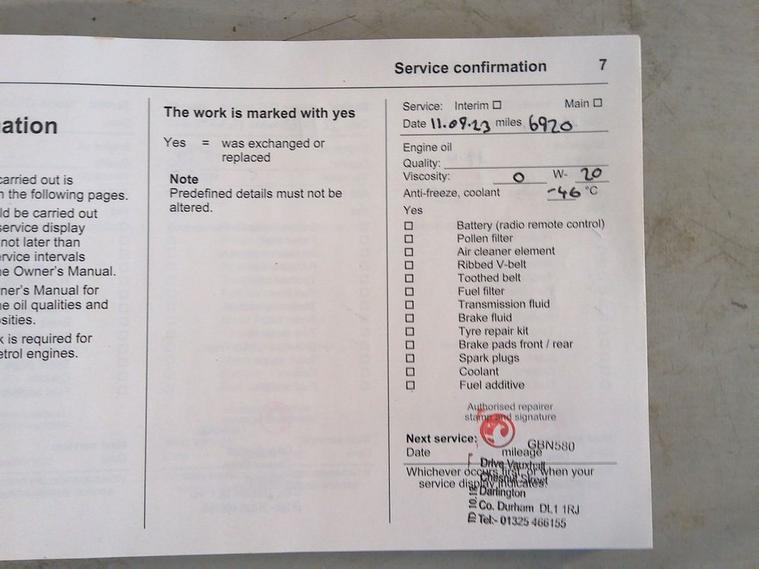 Service confirmation 7
ation
carried out is
n the following pages.
ld be carried out
service display
not later than
rvice intervals
e Owner's Manual.
ner's Manual for
e oil qualities and
sities.
k is required for
etrol engines.
The work is marked with yes
Yes = was exchanged or
replaced
Note
Predefined details must not be
altered.
Service: Interim ☐ Main ☐
Date 11.09.23 miles 6920
Engine oil
Quality:
Viscosity: 0 W- 20
Anti-freeze, coolant -46 °C
Yes
☐ Battery (radio remote control)
☐ Pollen filter
☐ Air cleaner element
☐ Ribbed V-belt
☐ Toothed belt
☐ Fuel filter
☐ Transmission fluid
☐ Brake fluid
☐ Tyre repair kit
☐ Brake pads front / rear
☐ Spark plugs
☐ Coolant
☐ Fuel additive
Authorised repairer
stamp and signature
Next service:
GBN580
Date mileage
Drive Vauxhall
Whichever occurs first, or when your
Chesnut Street
service display indicates.
Darlington
Co. Durham DL1 1RJ
Tel:- 01325 466155